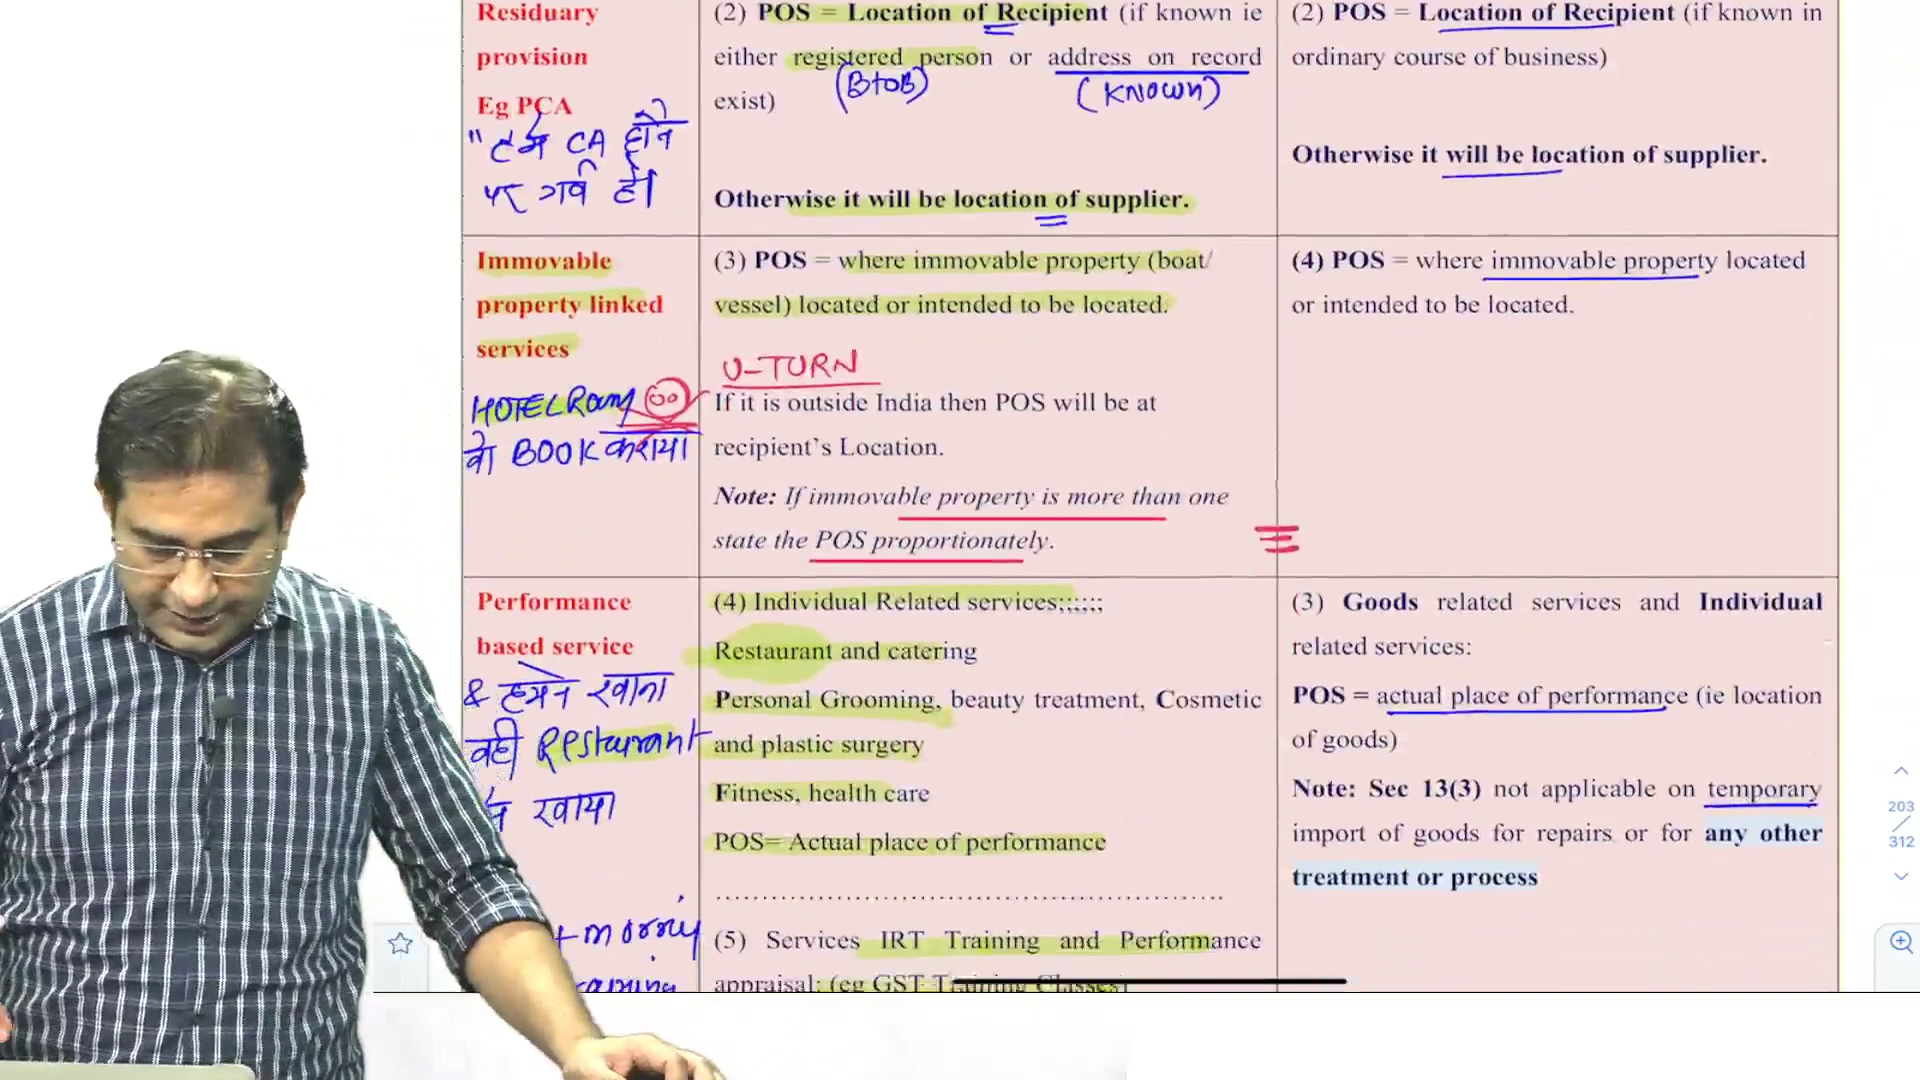 Residuary
provision
Eg PCA
" हमे CA होने
पर गर्व है।
(2) POS = Location of Recipient (if known ie
either registered person or address on record
(BtoB) (KNOWN)
exist)
Otherwise it will be location of supplier.
(2) POS = Location of Recipient (if known in
ordinary course of business)
Otherwise it will be location of supplier.
Immovable
property linked
services
HOTEL Room
को BOOK कराया
(3) POS = where immovable property (boat/
vessel) located or intended to be located.
U-TURN
If it is outside India then POS will be at
recipient's Location.
Note: If immovable property is more than one
state the POS proportionately.
(4) POS = where immovable property located
or intended to be located.
Performance
based service
& हमने खाना
वही Restaurant
में खाया
(4) Individual Related services;;;;;;
Restaurant and catering
Personal Grooming, beauty treatment, Cosmetic
and plastic surgery
Fitness, health care
POS= Actual place of performance
(5) Services IRT Training and Performance
appraisal: (eg GST Training Classes)
(3) Goods related services and Individual
related services:
POS = actual place of performance (ie location
of goods)
Note: Sec 13(3) not applicable on temporary
import of goods for repairs or for any other
treatment or process
203
312